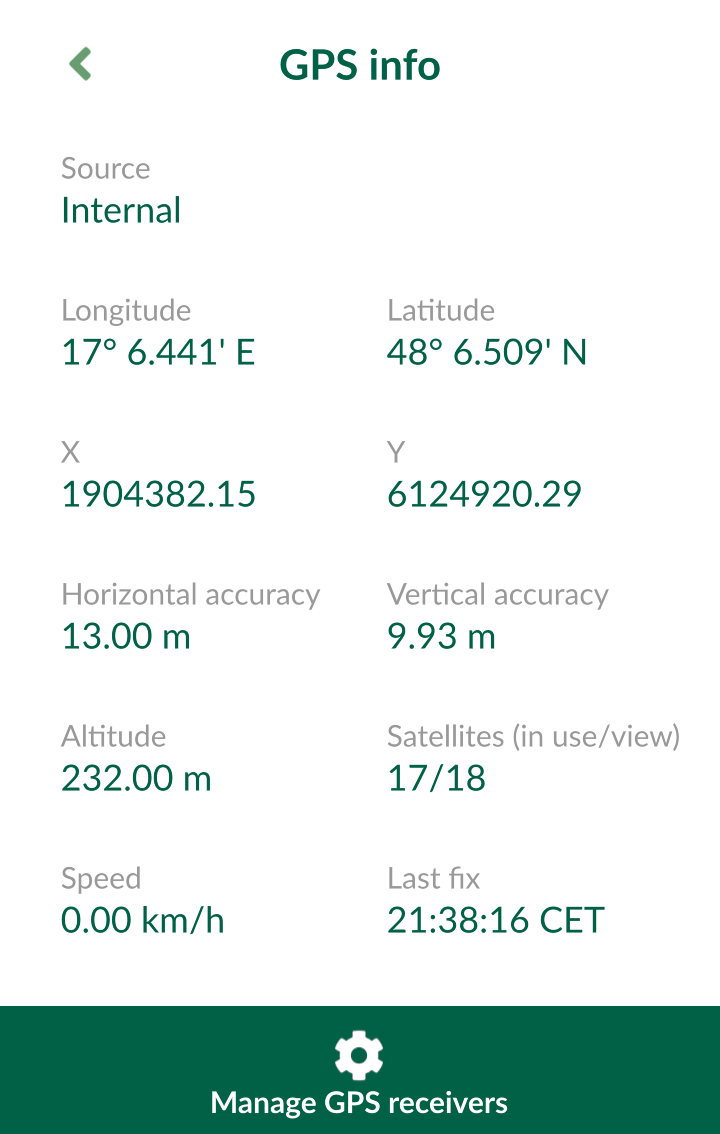 GPS info
Source
Internal
Longitude
Latitude
17° 6.441' E
48° 6.509' N
X
Y
1904382.15
6124920.29
Horizontal accuracy
Vertical accuracy
13.00 m
9.93 m
Altitude
Satellites (in use/view)
232.00 m
17/18
Speed
Last fix
0.00 km/h
21:38:16 CET
Manage GPS receivers